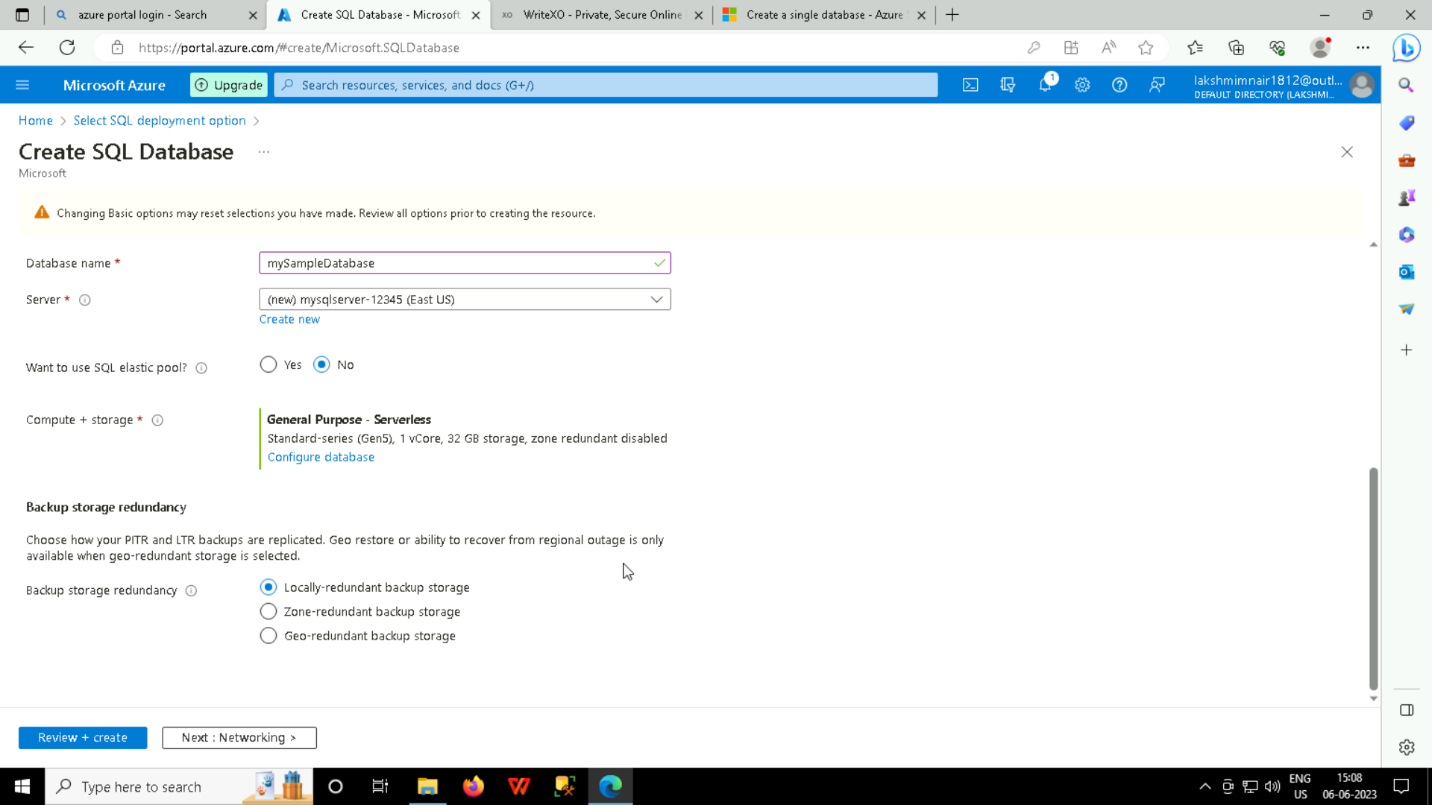 azure portal login - Search
Create SQL Database - Microsoft
XO
WriteXO - Private, Secure Online
Create a single database - Azure
https://portal.azure.com/#create/Microsoft.SQLDatabase
Microsoft Azure
Upgrade
Search resources, services, and docs (G+/)
1
lakshmimnair1812@outl...
DEFAULT DIRECTORY (LAKSHMI...
Home > Select SQL deployment option >
Create SQL Database ...
Microsoft
Changing Basic options may reset selections you have made. Review all options prior to creating the resource.
Database name *
mySampleDatabase
Server *
(new) mysqlserver-12345 (East US)
Create new
Want to use SQL elastic pool?
Yes
No
Compute + storage *
General Purpose - Serverless
Standard-series (Gen5), 1 vCore, 32 GB storage, zone redundant disabled
Configure database
Backup storage redundancy
Choose how your PITR and LTR backups are replicated. Geo restore or ability to recover from regional outage is only
available when geo-redundant storage is selected.
Backup storage redundancy
Locally-redundant backup storage
Zone-redundant backup storage
Geo-redundant backup storage
Review + create
Next : Networking >
Type here to search
ENG
US
15:08
06-06-2023